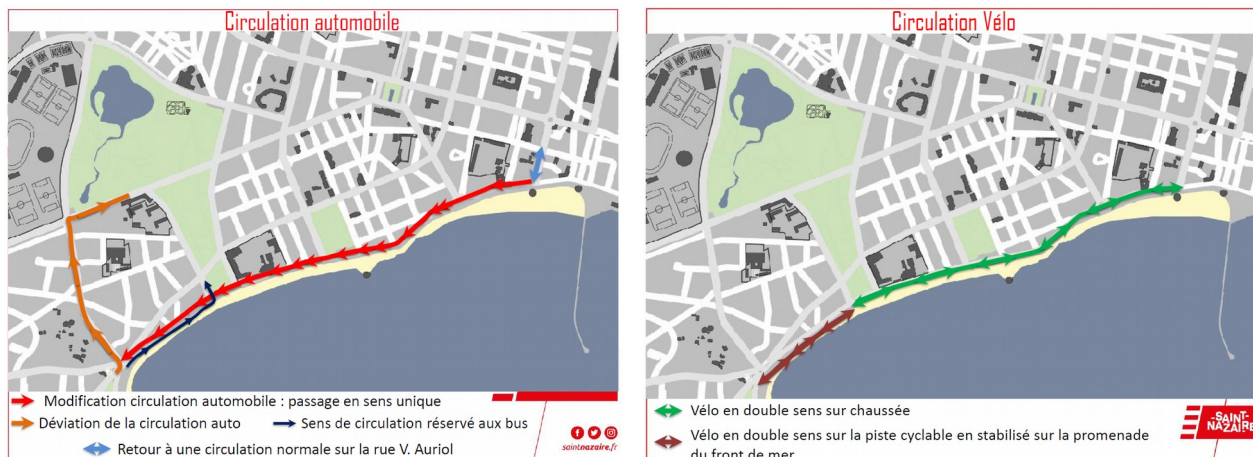 Circulation automobile
Modification circulation automobile : passage en sens unique
Déviation de la circulation auto
Sens de circulation réservé aux bus
Retour à une circulation normale sur la rue V. Auriol
saintnazaire.fr
Circulation Vélo
Vélo en double sens sur chaussée
Vélo en double sens sur la piste cyclable en stabilisé sur la promenade
du front de mer
-SAINT-
NAZAIRE